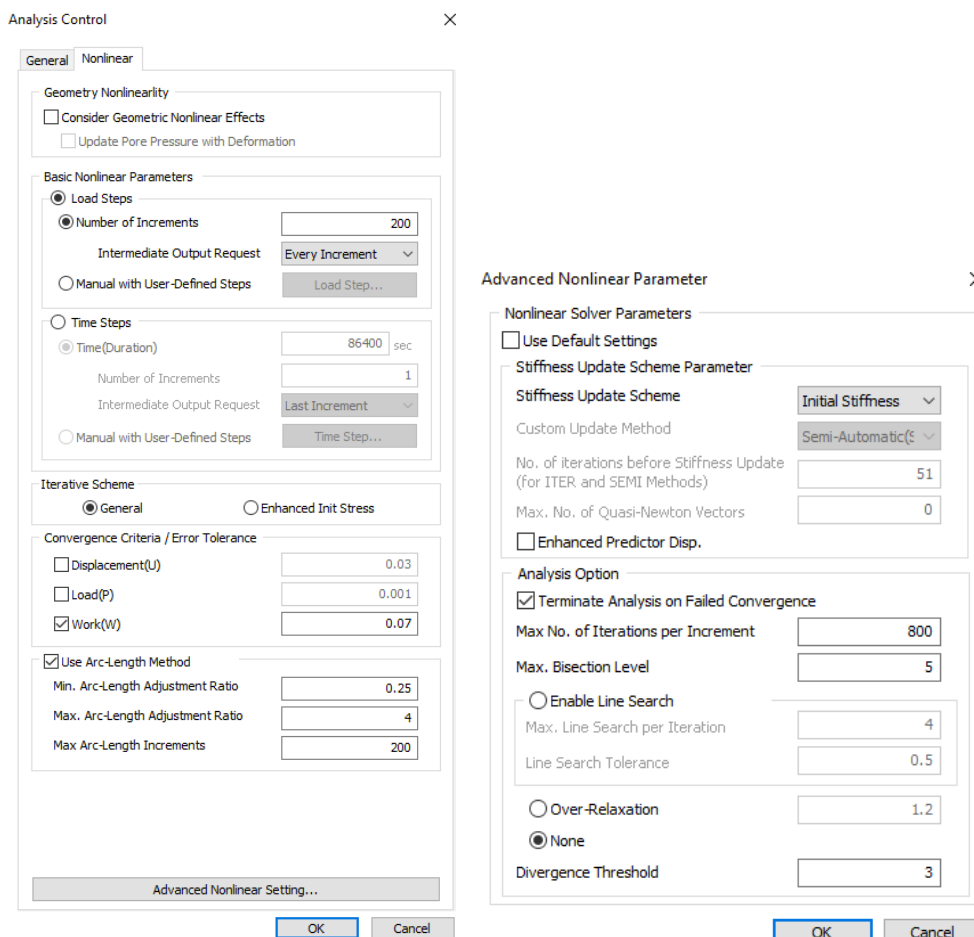 Analysis Control
General
Nonlinear
Geometry Nonlinearlity
Consider Geometric Nonlinear Effects
Update Pore Pressure with Deformation
Basic Nonlinear Parameters
Load Steps
Number of Increments 200
Intermediate Output Request Every Increment
Manual with User-Defined Steps Load Step...
Time Steps
Time(Duration) 86400 sec
Number of Increments 1
Intermediate Output Request Last Increment
Manual with User-Defined Steps Time Step...
Iterative Scheme
General Enhanced Init Stress
Convergence Criteria / Error Tolerance
Displacement(U) 0.03
Load(P) 0.001
Work(W) 0.07
Use Arc-Length Method
Min. Arc-Length Adjustment Ratio 0.25
Max. Arc-Length Adjustment Ratio 4
Max Arc-Length Increments 200
Advanced Nonlinear Setting...
OK Cancel
Advanced Nonlinear Parameter
Nonlinear Solver Parameters
Use Default Settings
Stiffness Update Scheme Parameter
Stiffness Update Scheme Initial Stiffness
Custom Update Method Semi-Automatic(S
No. of iterations before Stiffness Update
(for ITER and SEMI Methods) 51
Max. No. of Quasi-Newton Vectors 0
Enhanced Predictor Disp.
Analysis Option
Terminate Analysis on Failed Convergence
Max No. of Iterations per Increment 800
Max. Bisection Level 5
Enable Line Search
Max. Line Search per Iteration 4
Line Search Tolerance 0.5
Over-Relaxation 1.2
None
Divergence Threshold 3
OK Cancel